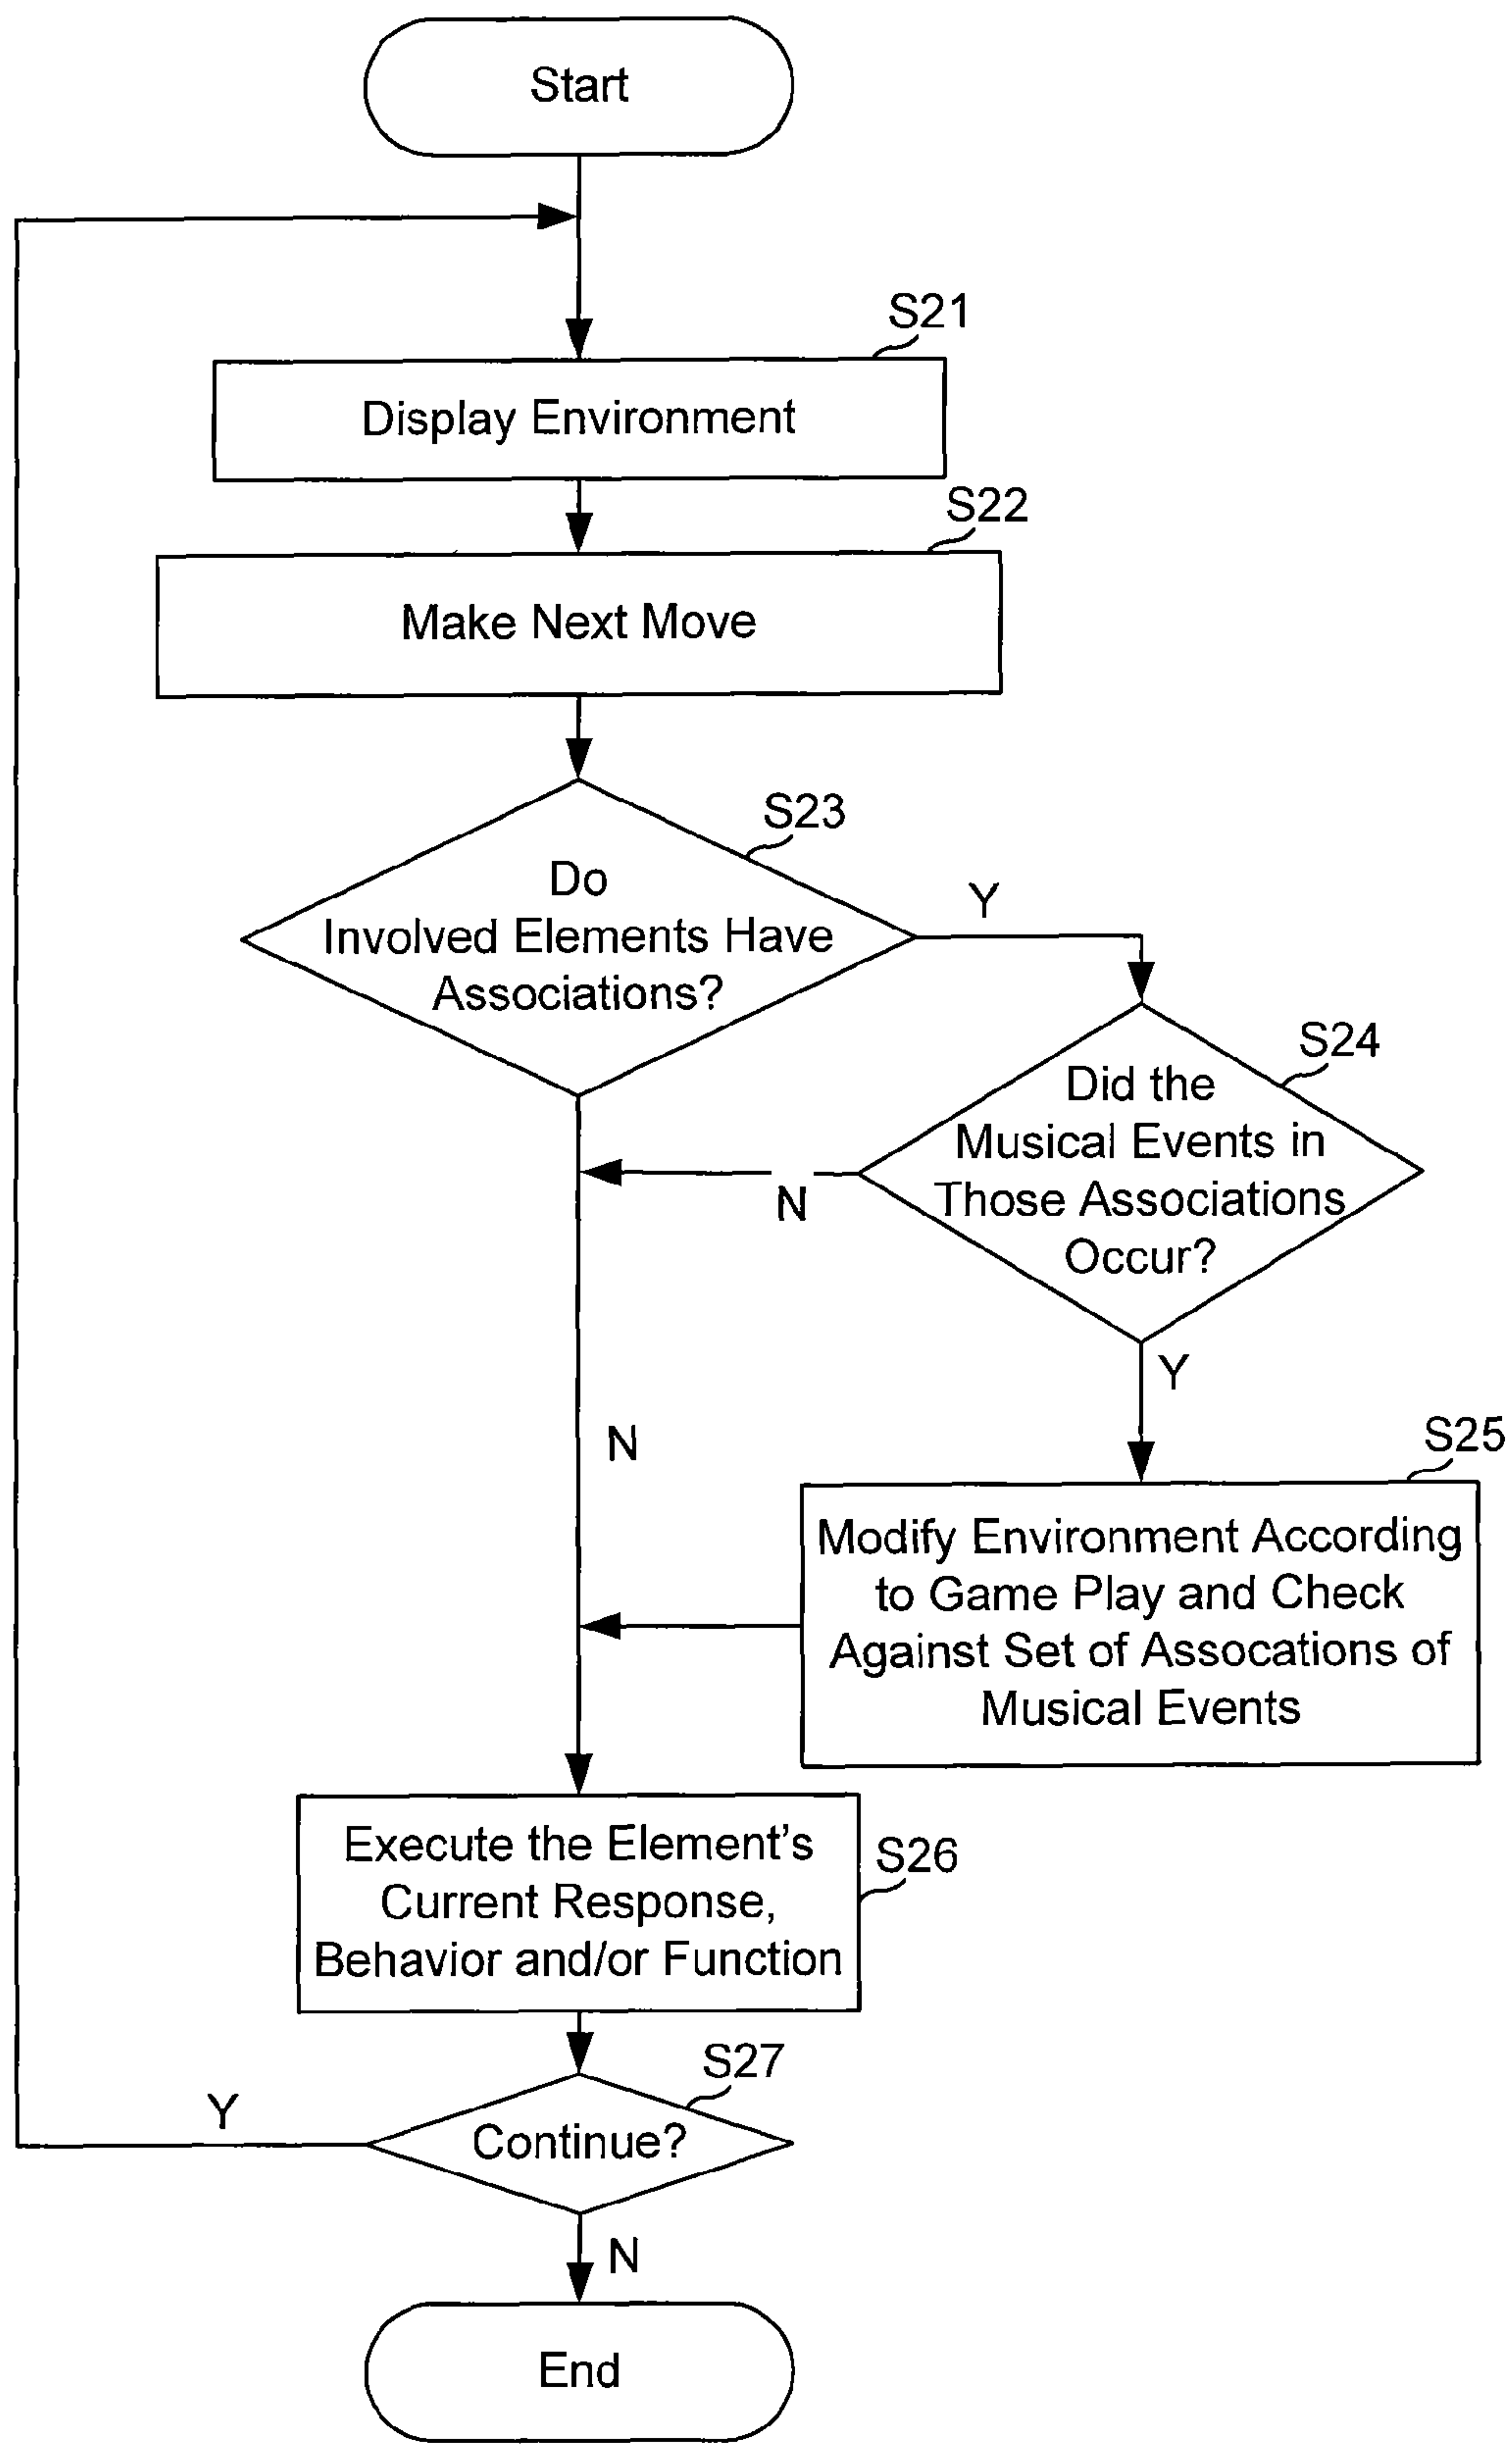 Start
S21
Display Environment
S22
Make Next Move
S23
Do
Involved Elements Have
Associations?
Y
S24
Did the
Musical Events in
Those Associations
Occur?
N
Y
N
S25
Modify Environment According
to Game Play and Check
Against Set of Assocations of
Musical Events
Execute the Element's
Current Response,
Behavior and/or Function
S26
S27
Continue?
Y
N
End